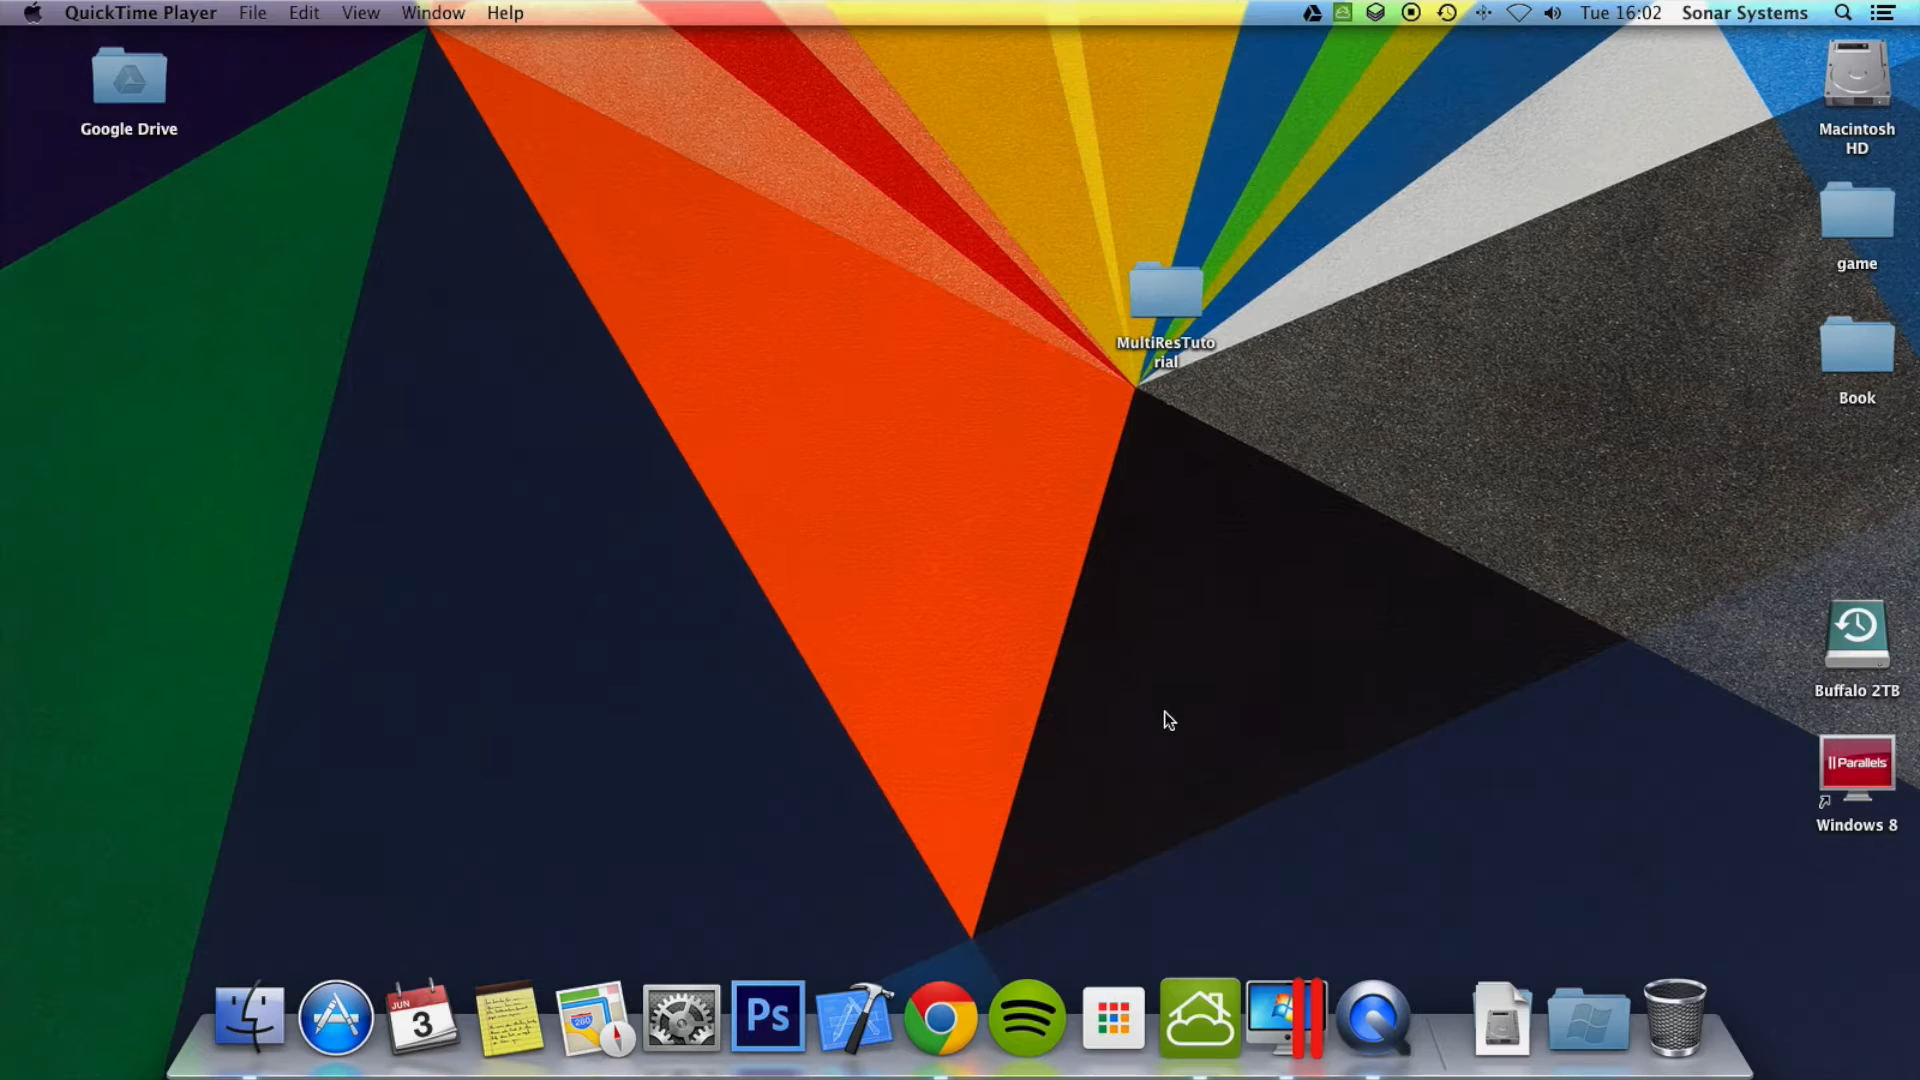 QuickTime Player File Edit View Window Help Tue 16:02 Sonar Systems
Google Drive
Macintosh
HD
game
MultiResTuto
rial
Book
Buffalo 2TB
Parallels
Windows 8
JUN
3
280
Ps